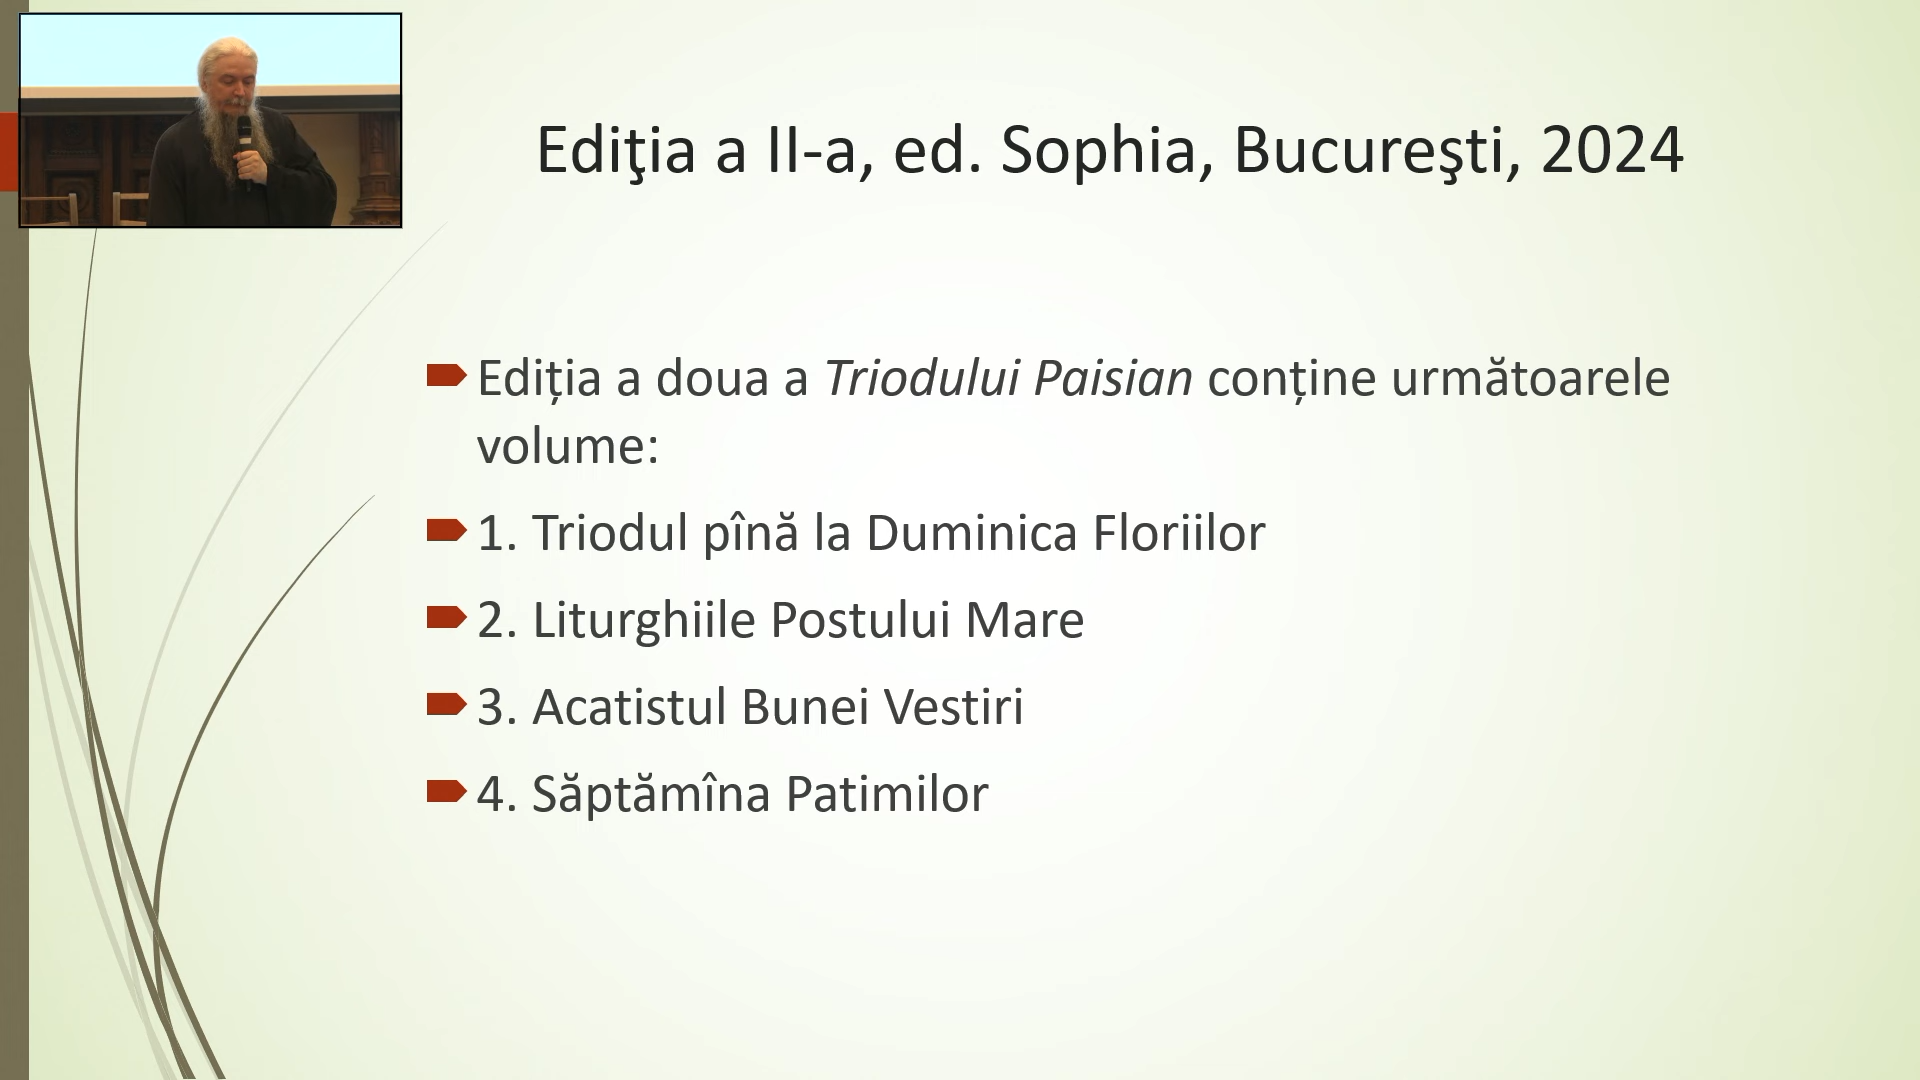 Ediţia a II-a, ed. Sophia, Bucureşti, 2024
Ediția a doua a Triodului Paisian conține următoarele
volume:
1. Triodul pînă la Duminica Floriilor
2. Liturghiile Postului Mare
3. Acatistul Bunei Vestiri
4. Săptămîna Patimilor